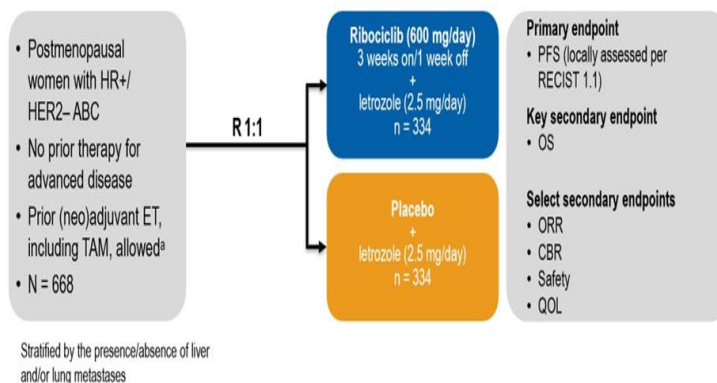 • Postmenopausal
women with HR+/
HER2– ABC
• No prior therapy for
advanced disease
• Prior (neo)adjuvant ET,
including TAM, allowedᵃ
• N = 668
R 1:1
Ribociclib (600 mg/day)
3 weeks on/1 week off
+
letrozole (2.5 mg/day)
n = 334
Placebo
+
letrozole (2.5 mg/day)
n = 334
Primary endpoint
• PFS (locally assessed per
RECIST 1.1)
Key secondary endpoint
• OS
Select secondary endpoints
• ORR
• CBR
• Safety
• QOL
Stratified by the presence/absence of liver
and/or lung metastases